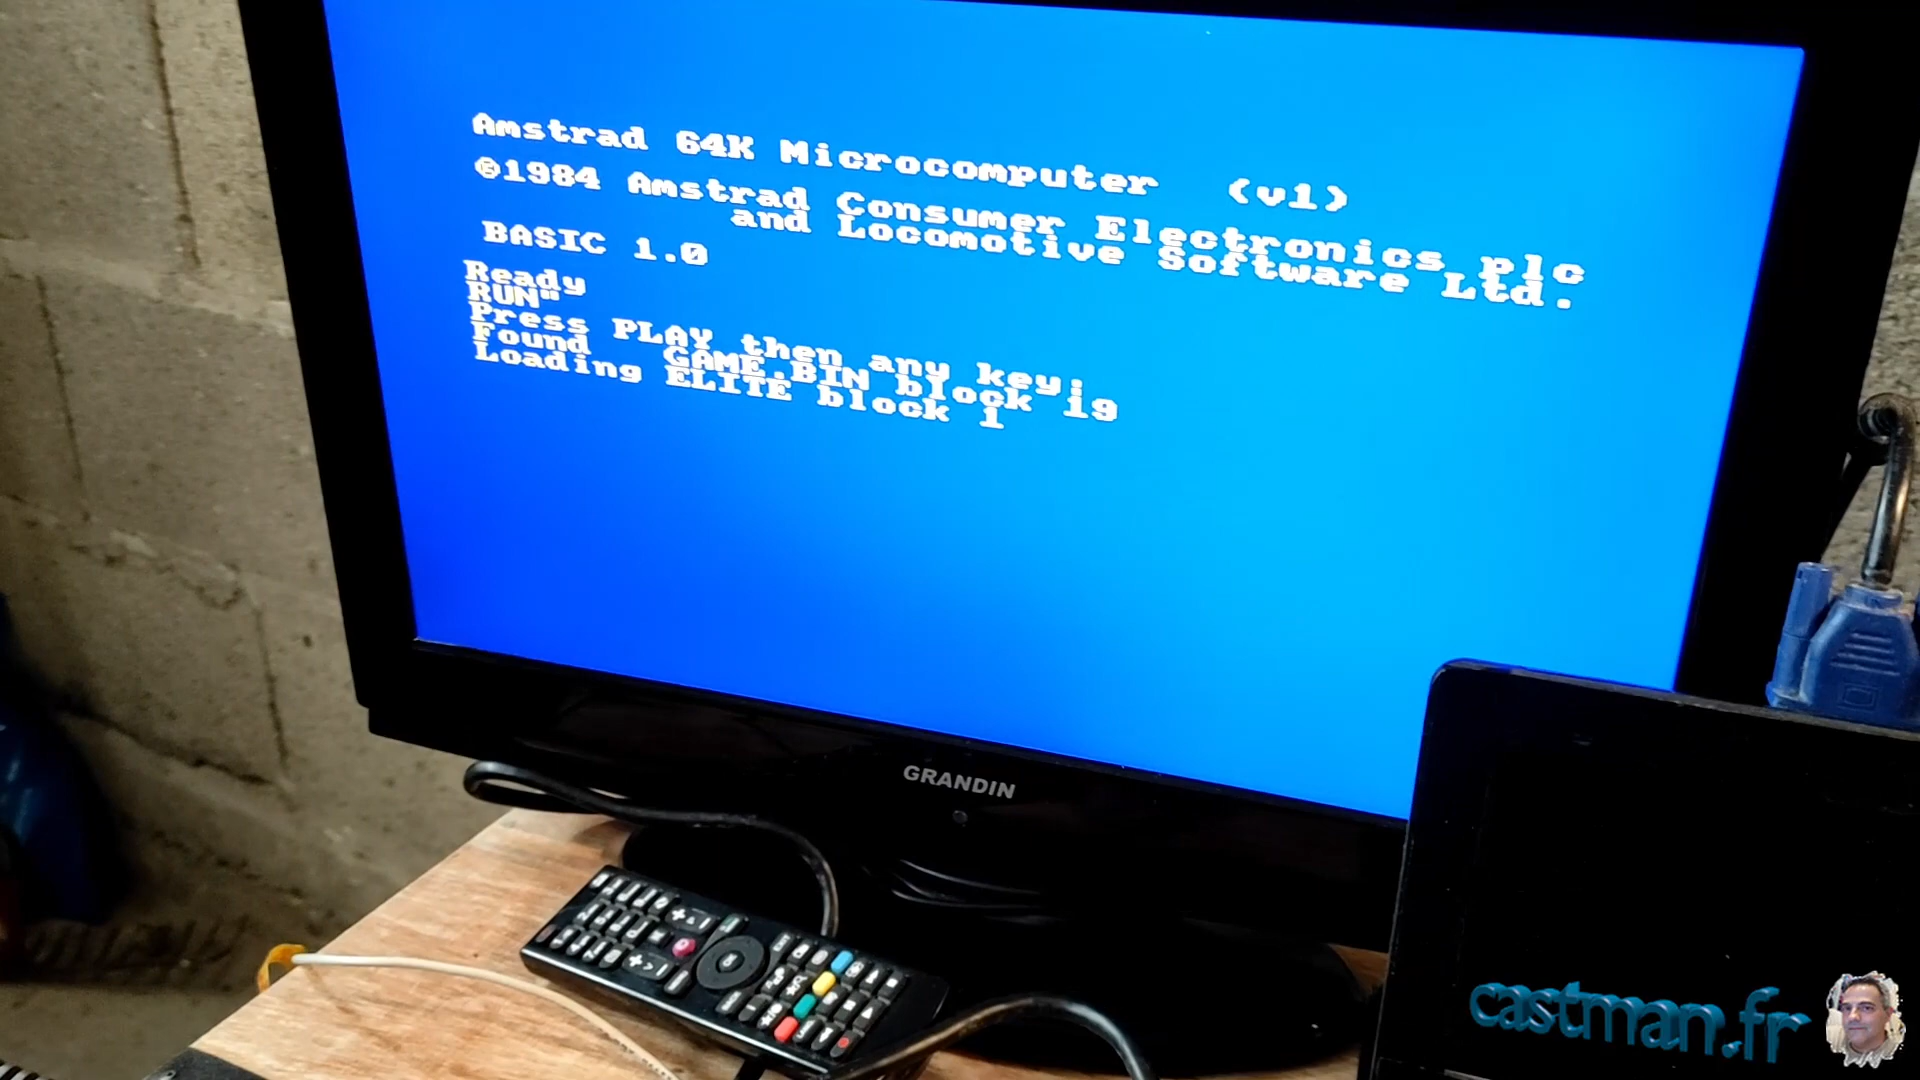 Amstrad 64K Microcomputer (v1)
©1984 Amstrad Consumer Electronics plc
and Locomotive Software Ltd.
BASIC 1.0
Ready
RUN"
Press PLAY then any key:
Found GAME.BIN block 19
Loading ELITE block 1
GRANDIN
castman.fr